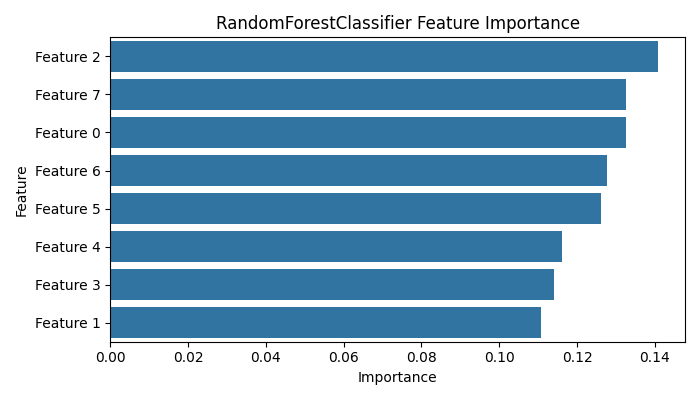 RandomForestClassifier Feature Importance
Feature 2
Feature 7
Feature 0
Feature 6
Feature 5
Feature 4
Feature 3
Feature 1
Feature
0.00 0.02 0.04 0.06 0.08 0.10 0.12 0.14
Importance